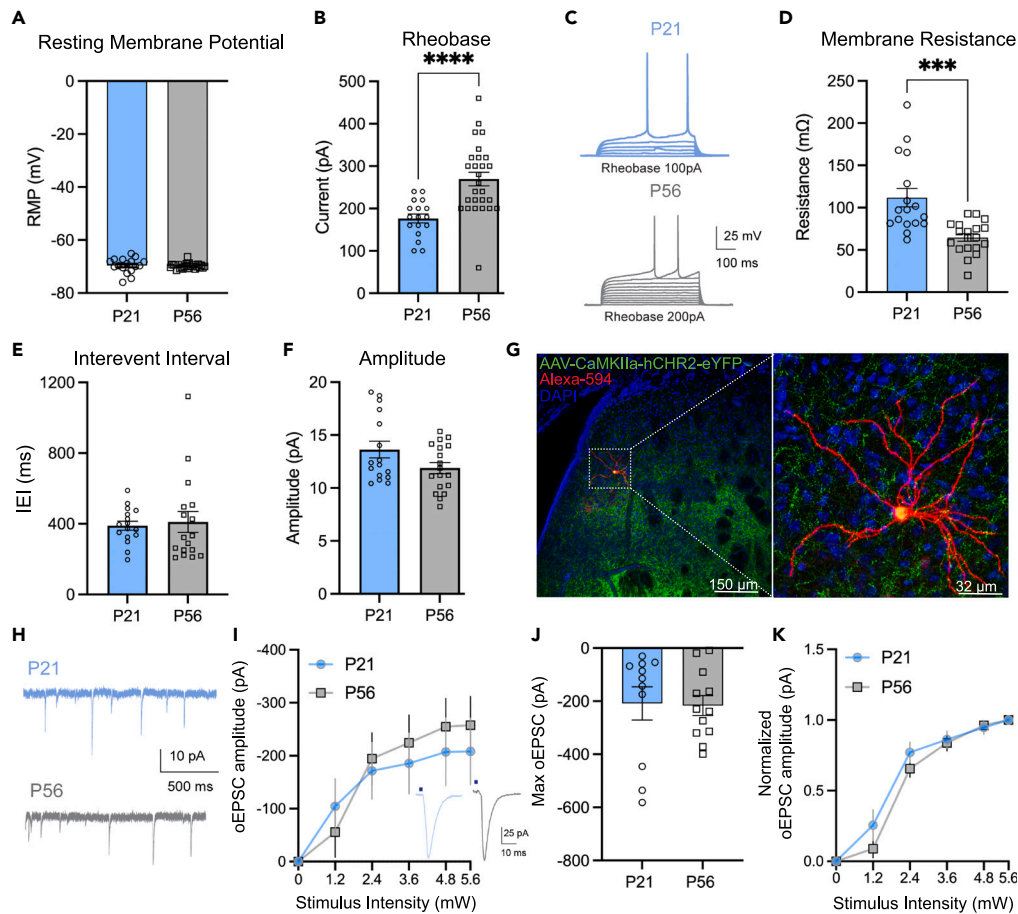 A
Resting Membrane Potential
0
-20
-40
-60
-80
RMP (mV)
P21
P56
B
Rheobase
****
500
400
300
200
100
0
Current (pA)
P21
P56
C
P21
Rheobase 100pA
P56
25 mV
100 ms
Rheobase 200pA
D
Membrane Resistance
***
250
200
150
100
50
0
Resistance (mΩ)
P21
P56
E
Interevent Interval
1200
800
400
0
IEI (ms)
P21
P56
F
Amplitude
20
15
10
5
0
Amplitude (pA)
P21
P56
G
AAV-CaMKIIa-hCHR2-eYFP
Alexa-594
DAPI
150 µm
32 µm
H
P21
10 pA
500 ms
P56
I
P21
P56
-400
-300
-200
-100
0
oEPSC amplitude (pA)
25 pA
10 ms
0
1.2
2.4
3.6
4.8
5.6
Stimulus Intensity (mW)
J
0
-200
-400
-600
-800
Max oEPSC (pA)
P21
P56
K
P21
P56
1.5
1.0
0.5
0.0
Normalized
oEPSC amplitude (pA)
0
1.2
2.4
3.6
4.8
5.6
Stimulus Intensity (mW)